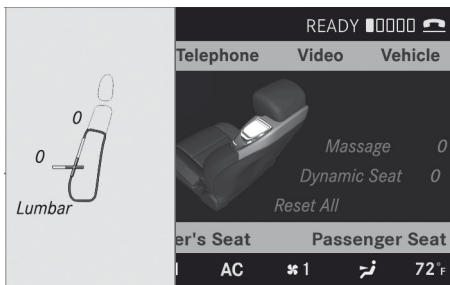 READY
Telephone Video Vehicle
0
Massage 0
0
Dynamic Seat 0
Lumbar
Reset All
er's Seat Passenger Seat
AC 1 72°F